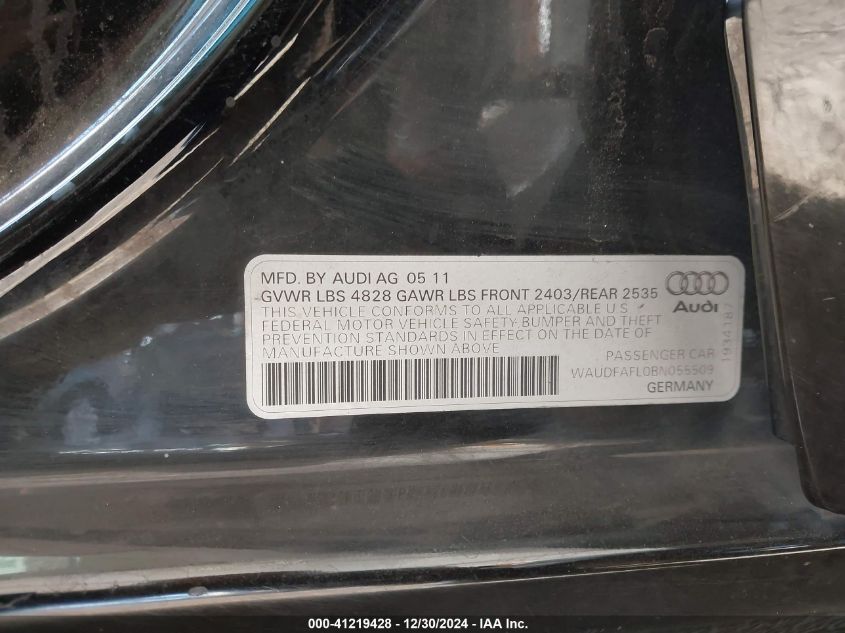 MFD. BY AUDI AG 05 11
GVWR LBS 4828 GAWR LBS FRONT 2403/REAR 2535
THIS VEHICLE CONFORMS TO ALL APPLICABLE U.S
FEDERAL MOTOR VEHICLE SAFETY BUMPER AND THEFT
PREVENTION STANDARDS IN EFFECT ON THE DATE OF
MANUFACTURE SHOWN ABOVE
Audi
1934187
PASSENGER CAR
WAUDFAFL0BN055509
GERMANY
000-41219428 - 12/30/2024 - IAA Inc.